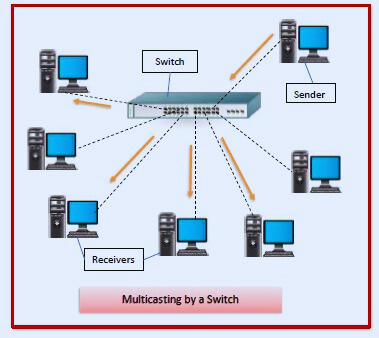 Switch
Sender
Receivers
Multicasting by a Switch